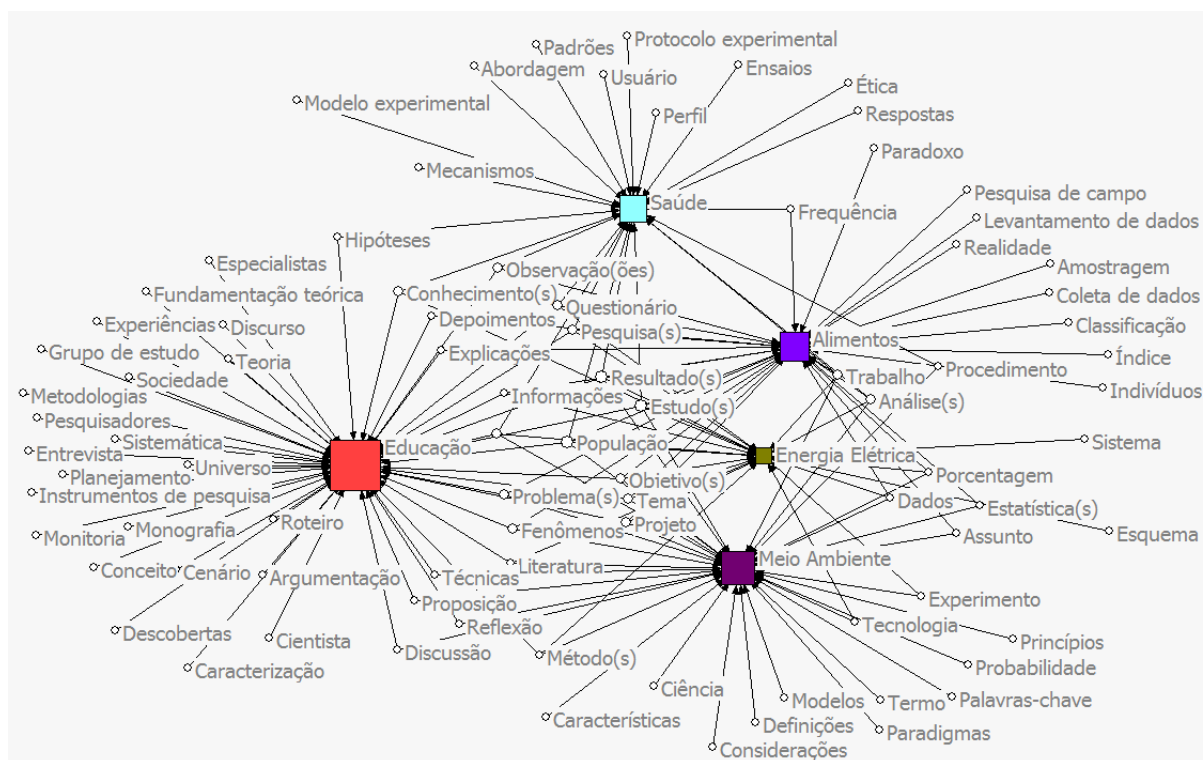 Padrões
Protocolo experimental
Abordagem
Usuário
Ensaios
Modelo experimental
Ética
Perfil
Respostas
Paradoxo
Mecanismos
Saúde
Frequência
Pesquisa de campo
Levantamento de dados
Hipóteses
Realidade
Especialistas
Observação(ões)
Amostragem
Fundamentação teórica
Conhecimento(s)
Coleta de dados
Experiências
Discurso
Depoimentos
Questionário
Pesquisa(s)
Classificação
Grupo de estudo
Teoria
Explicações
Alimentos
Índice
Sociedade
Resultado(s)
Trabalho
Procedimento
Metodologias
Informações
Estudo(s)
Análise(s)
Indivíduos
Pesquisadores
Sistemática
Educação
População
Sistema
Entrevista
Energia Elétrica
Planejamento
Universo
Objetivo(s)
Porcentagem
Instrumentos de pesquisa
Problema(s)
Tema
Dados
Estatística(s)
Monitoria
Monografia
Roteiro
Fenômenos
Projeto
Assunto
Esquema
Conceito
Cenário
Argumentação
Técnicas
Literatura
Meio Ambiente
Proposição
Experimento
Descobertas
Cientista
Reflexão
Tecnologia
Caracterização
Discussão
Método(s)
Princípios
Probabilidade
Ciência
Modelos
Termo
Palavras-chave
Características
Definições
Paradigmas
Considerações